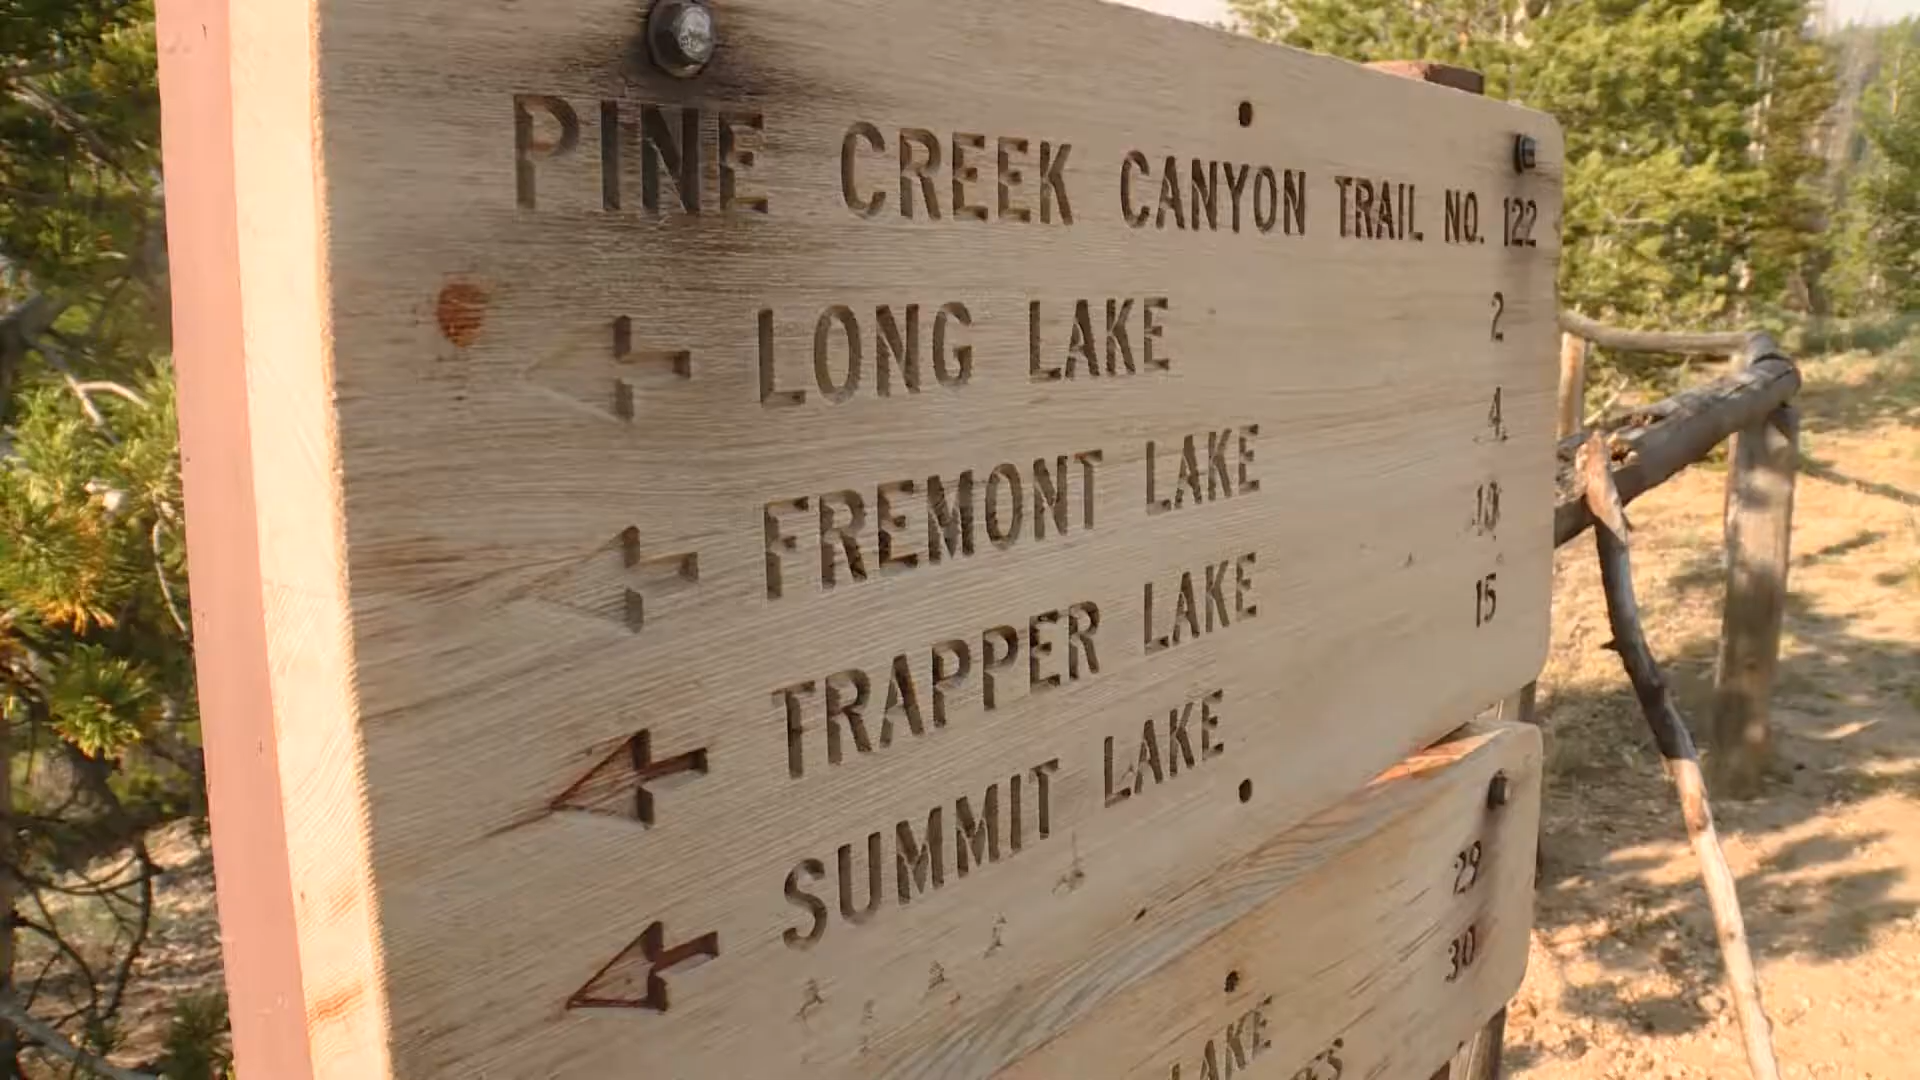 PINE CREEK CANYON TRAIL NO. 122
LONG LAKE 2
FREMONT LAKE 4
TRAPPER LAKE
SUMMIT LAKE 15
29
LAKE 30